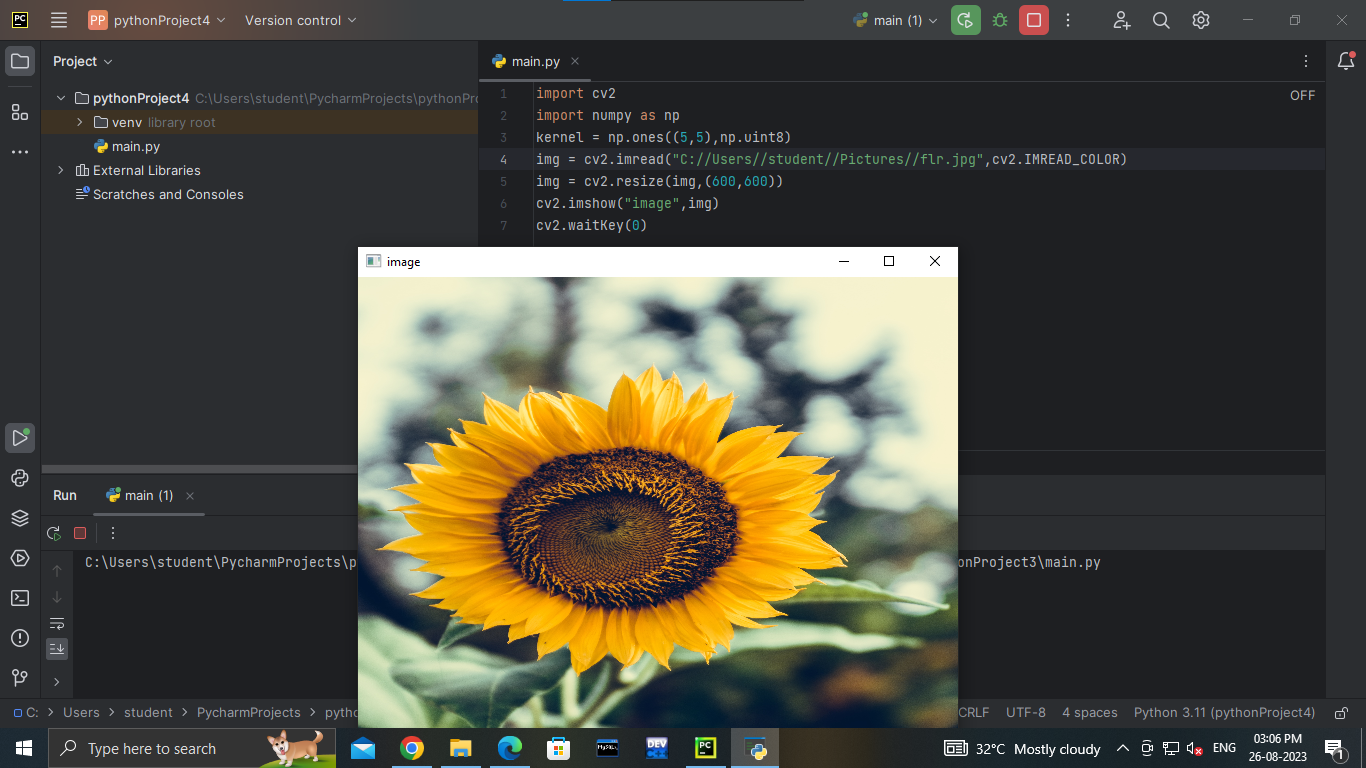 PC
PP pythonProject4 Version control main (1)
Project
main.py
pythonProject4 C:\Users\student\PycharmProjects\pythonPro
venv library root
main.py
External Libraries
Scratches and Consoles
OFF
1 import cv2
2 import numpy as np
3 kernel = np.ones((5,5),np.uint8)
4 img = cv2.imread("C://Users//student//Pictures//flr.jpg",cv2.IMREAD_COLOR)
5 img = cv2.resize(img,(600,600))
6 cv2.imshow("image",img)
7 cv2.waitKey(0)
image
Run main (1)
C:\Users\student\PycharmProjects\p
onProject3\main.py
C: > Users > student > PycharmProjects > pytho
CRLF UTF-8 4 spaces Python 3.11 (pythonProject4)
Type here to search
MySQL
DEV
PC
32°C Mostly cloudy
ENG
03:06 PM
26-08-2023
1